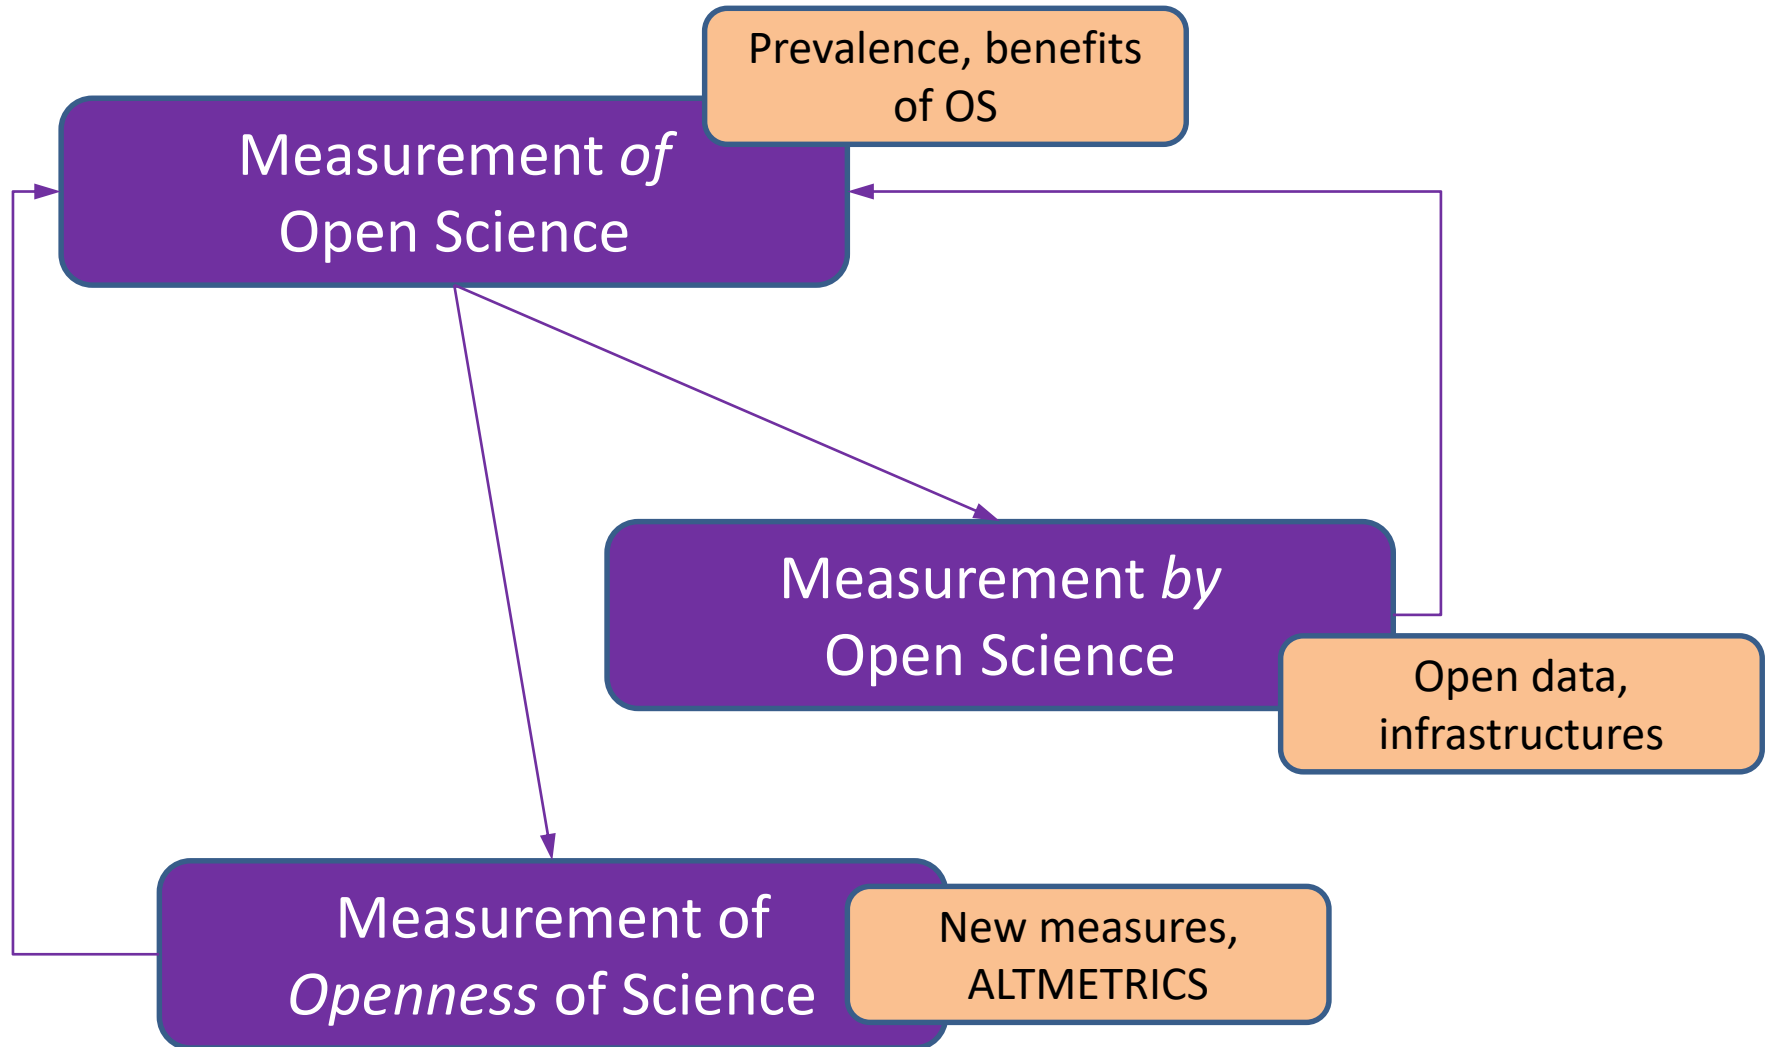 Prevalence, benefits
of OS
Measurement of
Open Science
Measurement by
Open Science
Open data,
infrastructures
Measurement of
Openness of Science
New measures,
ALTMETRICS